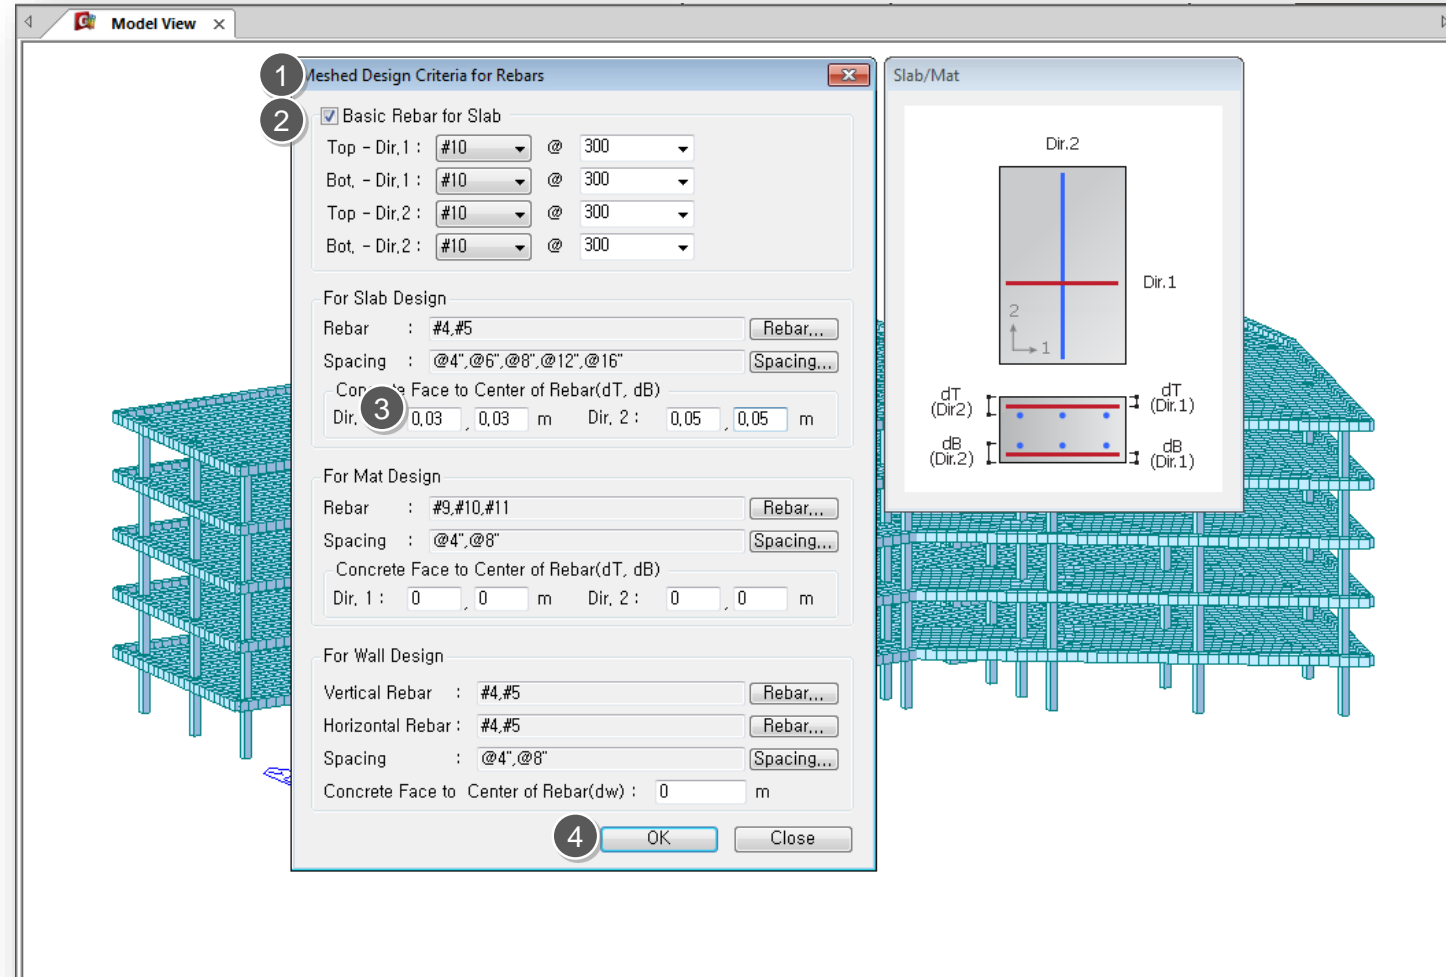 Model View
1 Meshed Design Criteria for Rebars
Slab/Mat
2 Basic Rebar for Slab
Top - Dir,1 : #10 @ 300
Bot, - Dir,1 : #10 @ 300
Top - Dir,2 : #10 @ 300
Bot, - Dir,2 : #10 @ 300
For Slab Design
Rebar : #4,#5 Rebar,,,
Spacing : @4",@6",@8",@12",@16" Spacing,,,
Concrete Face to Center of Rebar(dT, dB)
3
Dir, 0,03 , 0,03 m Dir, 2 : 0,05 , 0,05 m
For Mat Design
Rebar : #9,#10,#11 Rebar,,,
Spacing : @4",@8" Spacing,,,
Concrete Face to Center of Rebar(dT, dB)
Dir, 1 : 0 , 0 m Dir, 2 : 0 , 0 m
For Wall Design
Vertical Rebar : #4,#5 Rebar,,,
Horizontal Rebar : #4,#5 Rebar,,,
Spacing : @4",@8" Spacing,,,
Concrete Face to Center of Rebar(dw) : 0 m
4 OK Close
Dir.2
Dir.1
2
1
dT
(Dir2)
dT
(Dir.1)
dB
(Dir.2)
dB
(Dir.1)